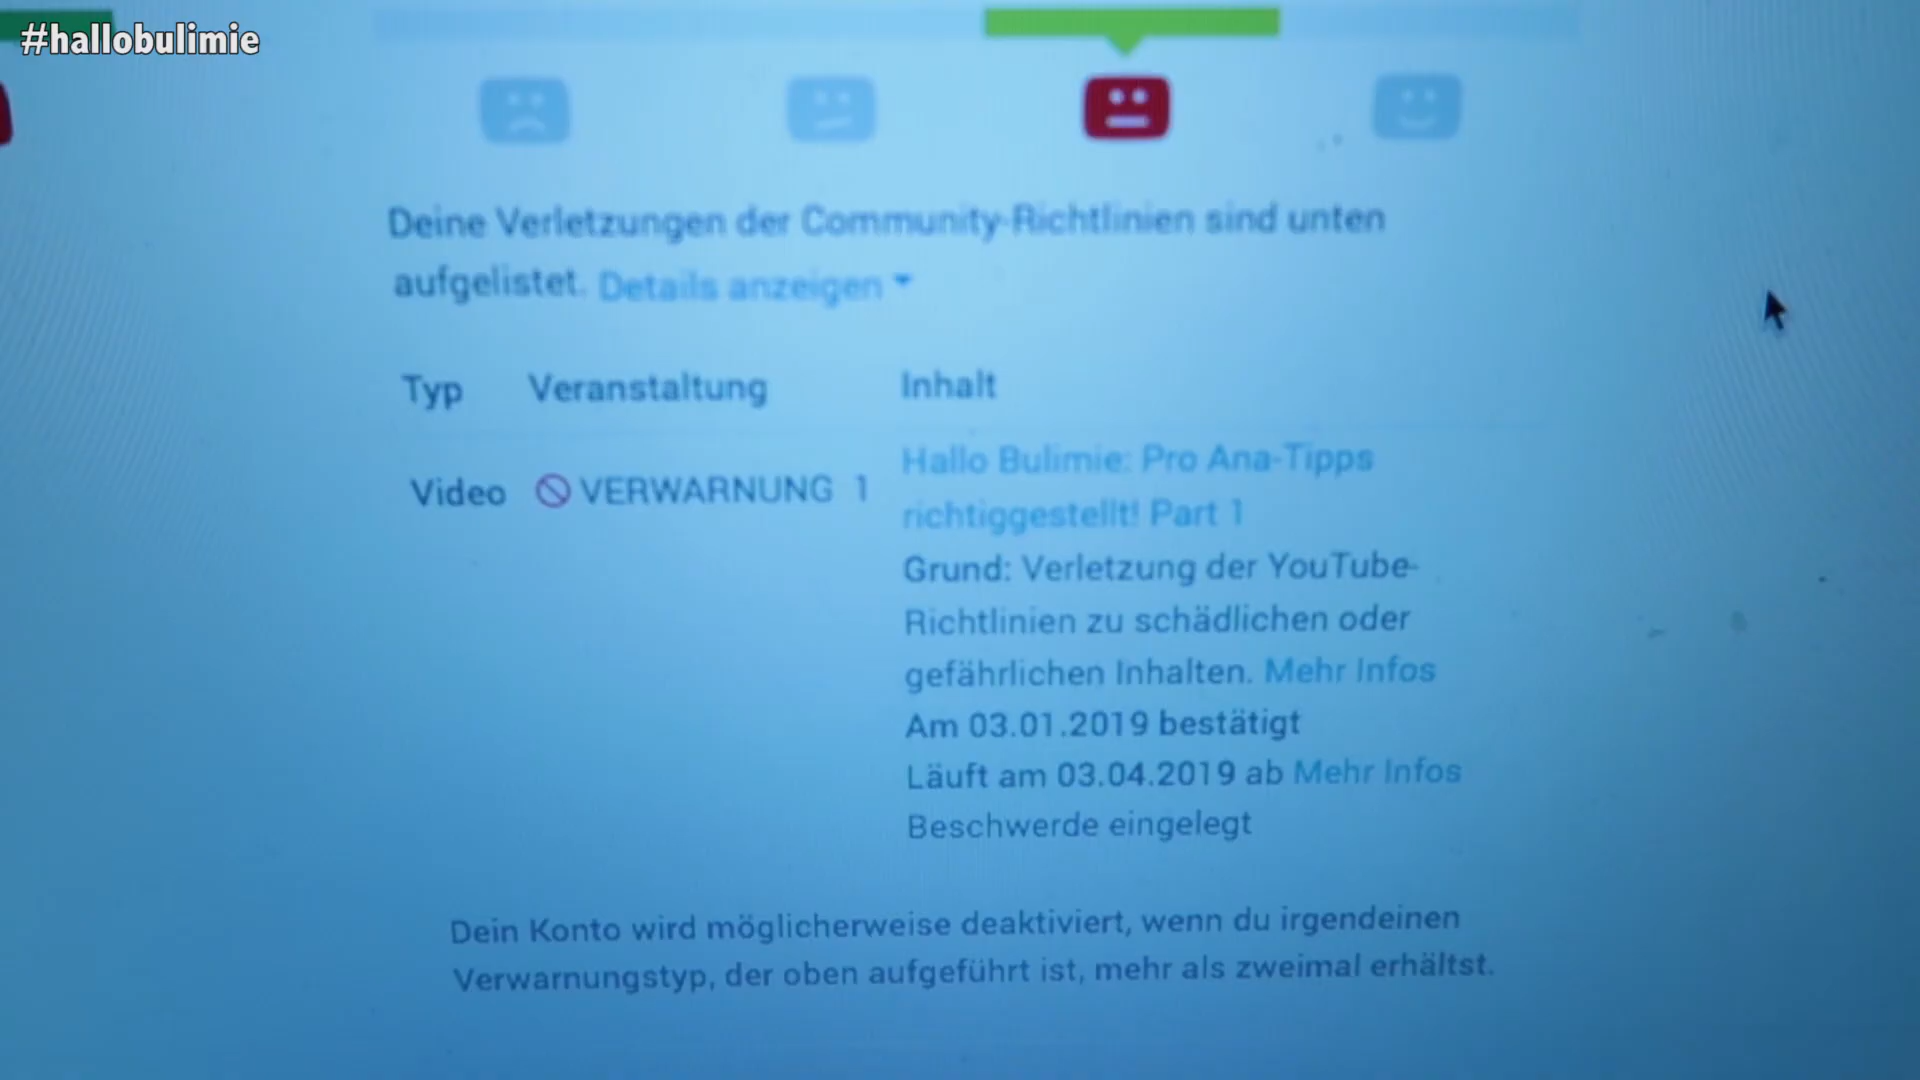 #hallobulimie
Deine Verletzungen der Community-Richtlinien sind unten
aufgelistet. Details anzeigen
Typ Veranstaltung Inhalt
Video VERWARNUNG 1
Hallo Bulimie: Pro Ana-Tipps
richtiggestellt! Part 1
Grund: Verletzung der YouTube-
Richtlinien zu schädlichen oder
gefährlichen Inhalten. Mehr Infos
Am 03.01.2019 bestätigt
Läuft am 03.04.2019 ab Mehr Infos
Beschwerde eingelegt
Dein Konto wird möglicherweise deaktiviert, wenn du irgendeinen
Verwarnungstyp, der oben aufgeführt ist, mehr als zweimal erhältst.